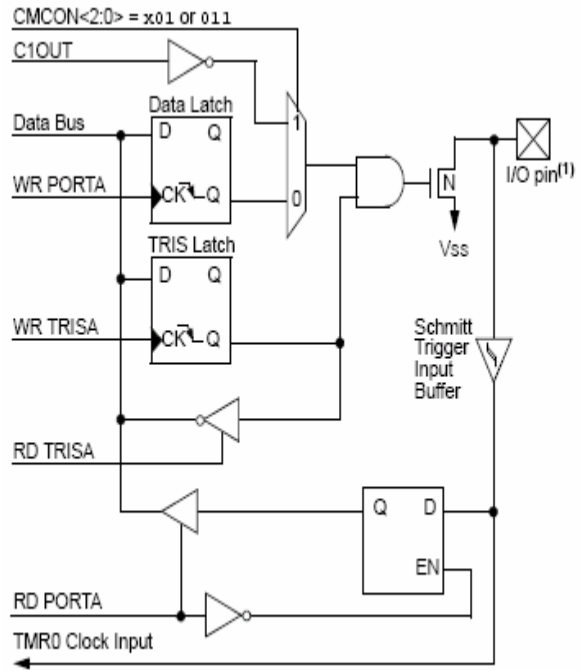 CMCON<2:0> = x01 or 011
C1OUT
Data Latch
Data Bus
D Q
1
WR PORTA
CK Q
0
N
I/O pin(1)
Vss
TRIS Latch
D Q
WR TRISA
CK Q
Schmitt
Trigger
Input
Buffer
RD TRISA
Q D
EN
RD PORTA
TMR0 Clock Input